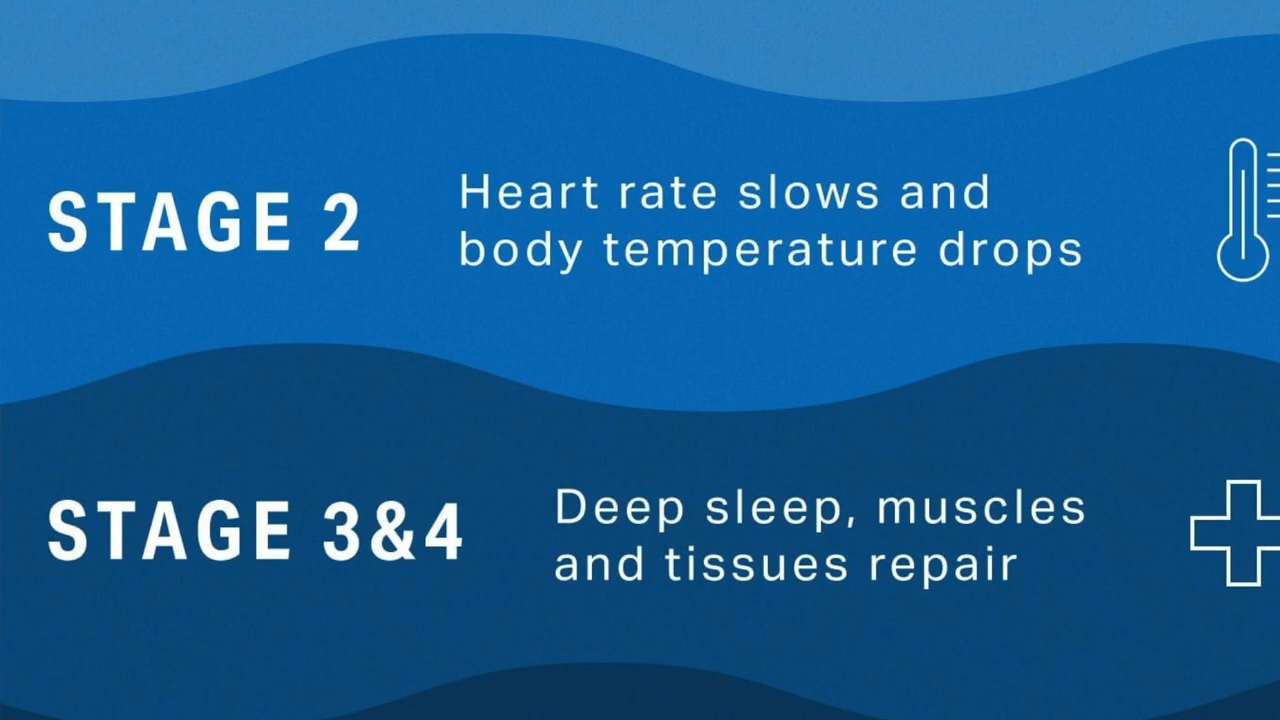 STAGE 2
Heart rate slows and
body temperature drops
STAGE 3&4
Deep sleep, muscles
and tissues repair